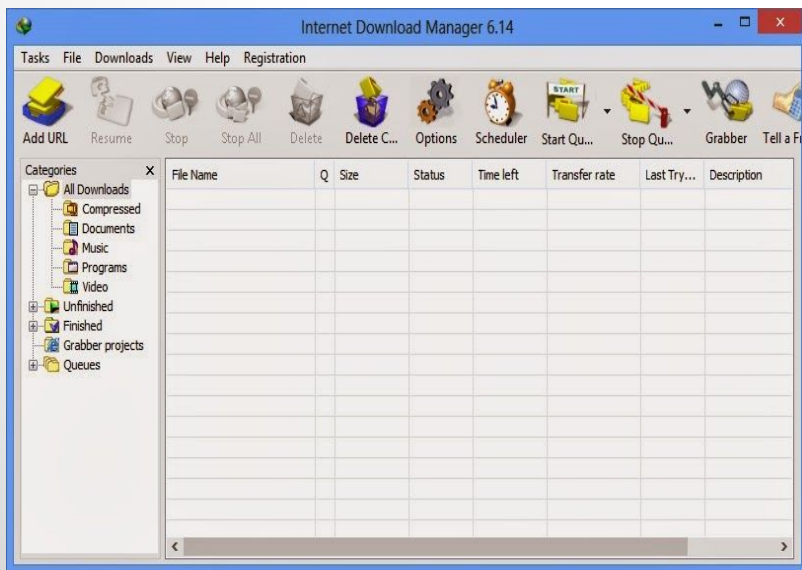 Internet Download Manager 6.14
Tasks File Downloads View Help Registration
START
Add URL Resume Stop Stop All Delete Delete C... Options Scheduler Start Qu... Stop Qu... Grabber Tell a Fr
Categories X
File Name Q Size Status Time left Transfer rate Last Try... Description
All Downloads
Compressed
Documents
Music
Programs
Video
Unfinished
Finished
Grabber projects
Queues